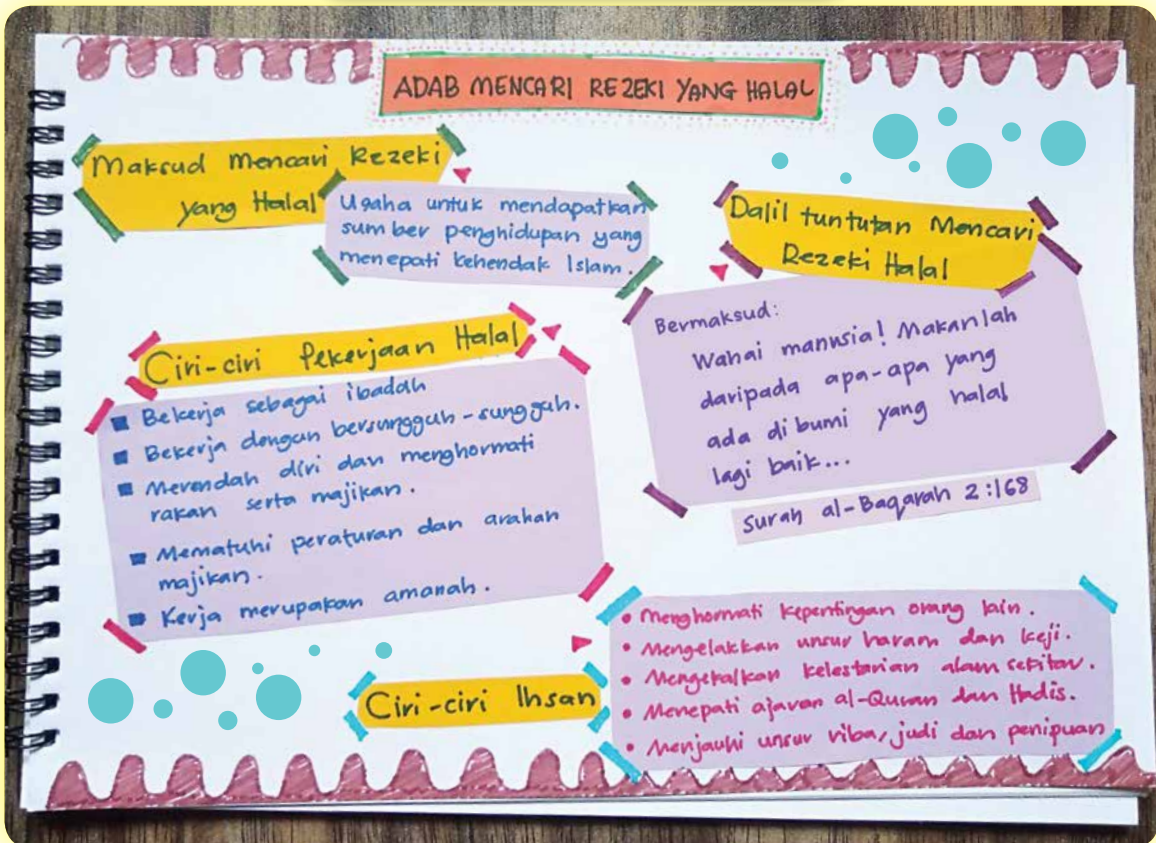 ADAB MENCARI REZEKI YANG HALAL
Maksud Mencari Rezeki
yang Halal
Usaha untuk mendapatkan
sumber penghidupan yang
menepati kehendak Islam.
Dalil tuntutan Mencari
Rezeki Halal
Bermaksud:
Wahai manusia! Makanlah
daripada apa-apa yang
ada di bumi yang halal
lagi baik...
Surah al-Baqarah 2:168
Ciri-ciri Pekerjaan Halal
Bekerja sebagai ibadah
Bekerja dengan bersungguh-sungguh.
Merendah diri dan menghormati
rakan serta majikan.
Mematuhi peraturan dan arahan
majikan.
Kerja merupakan amanah.
Ciri-ciri Ihsan
• Menghormati kepentingan orang lain.
• Mengelakkan unsur haram dan keji.
• Mengekalkan kelestarian alam sekitar.
• Menepati ajaran al-Quran dan Hadis.
• Menjauhi unsur riba, judi dan penipuan